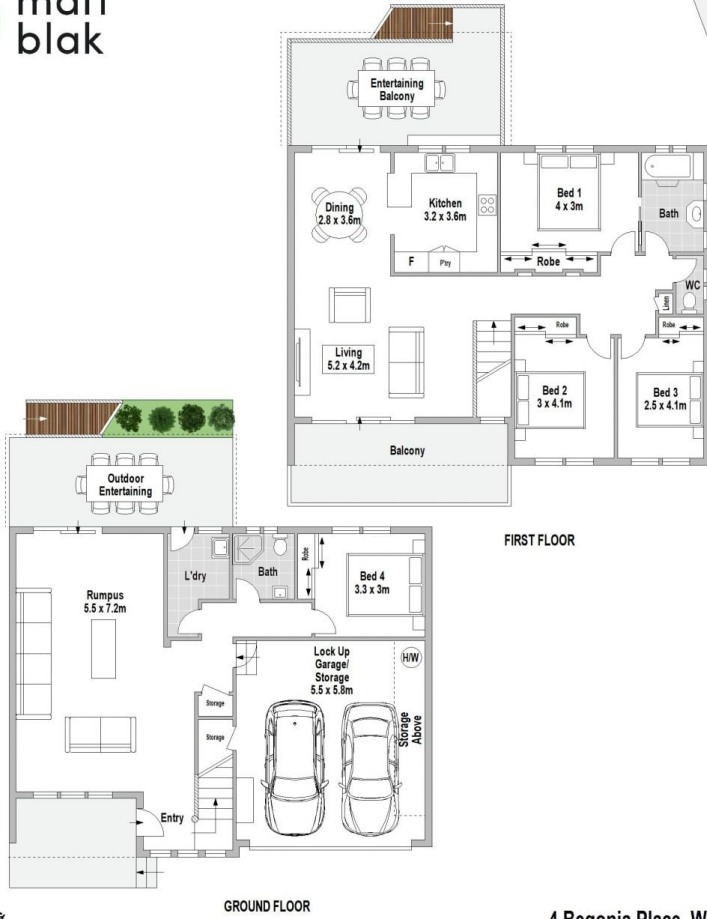 matt
blak
Entertaining
Balcony
Dining
2.8 x 3.6m
Kitchen
3.2 x 3.6m
Bed 1
4 x 3m
Bath
F
P'try
Robe
WC
Linen
Living
5.2 x 4.2m
Robe
Robe
Bed 2
3 x 4.1m
Bed 3
2.5 x 4.1m
Balcony
FIRST FLOOR
Outdoor
Entertaining
Rumpus
5.5 x 7.2m
L'dry
Bath
Robe
Bed 4
3.3 x 3m
Lock Up
Garage/
Storage
5.5 x 5.8m
H/W
Storage
Above
Storage
Storage
Entry
GROUND FLOOR
4 Begonia Place, W